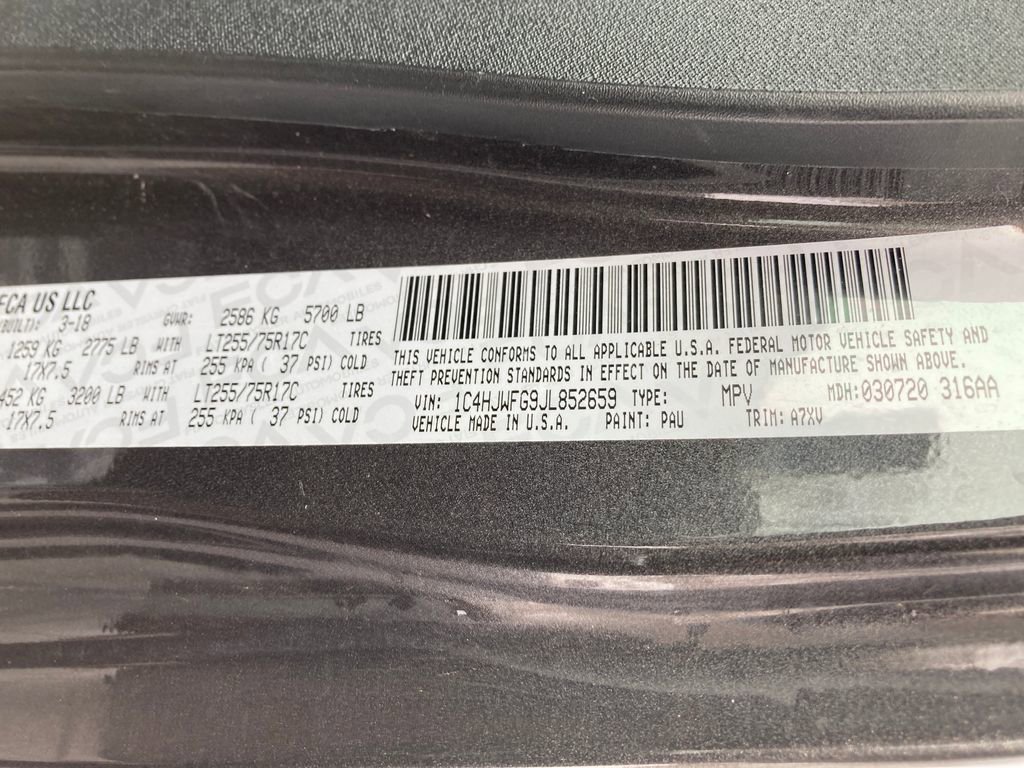 FCA US LLC
BUILT: 3-18 GVWR: 2586 KG 5700 LB
1259 KG 2775 LB WITH LT255/75R17C TIRES
17X7.5 RIMS AT 255 KPA ( 37 PSI) COLD
452 KG 3200 LB WITH LT255/75R17C TIRES
17X7.5 RIMS AT 255 KPA ( 37 PSI) COLD
THIS VEHICLE CONFORMS TO ALL APPLICABLE U.S.A. FEDERAL MOTOR VEHICLE SAFETY AND
THEFT PREVENTION STANDARDS IN EFFECT ON THE DATE OF MANUFACTURE SHOWN ABOVE.
VIN: 1C4HJWFG9JL852659 TYPE: MPV MDH: 030720 316AA
VEHICLE MADE IN U.S.A. PAINT: PAU TRIM: A7XV